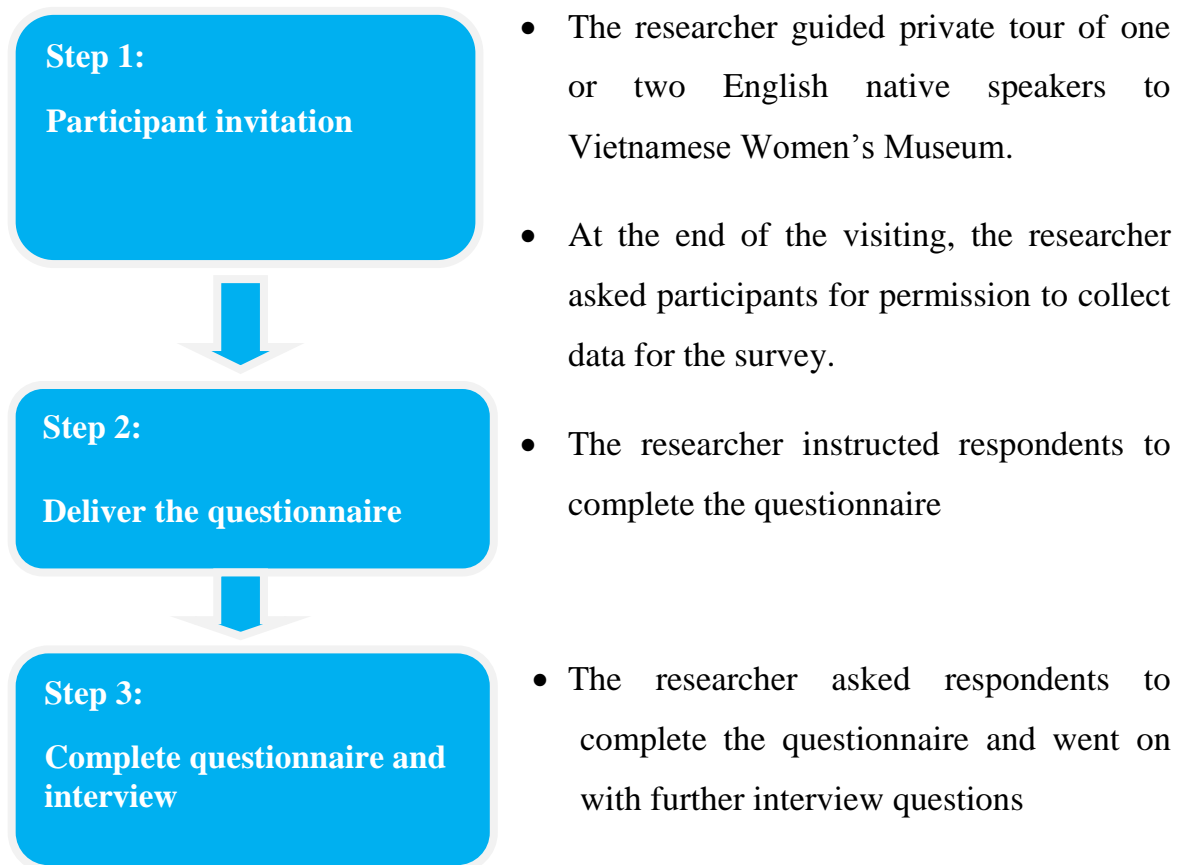 Step 1:
Participant invitation
• The researcher guided private tour of one
or two English native speakers to
Vietnamese Women’s Museum.
• At the end of the visiting, the researcher
asked participants for permission to collect
data for the survey.
Step 2:
Deliver the questionnaire
• The researcher instructed respondents to
complete the questionnaire
Step 3:
Complete questionnaire and
interview
• The researcher asked respondents to
complete the questionnaire and went on
with further interview questions